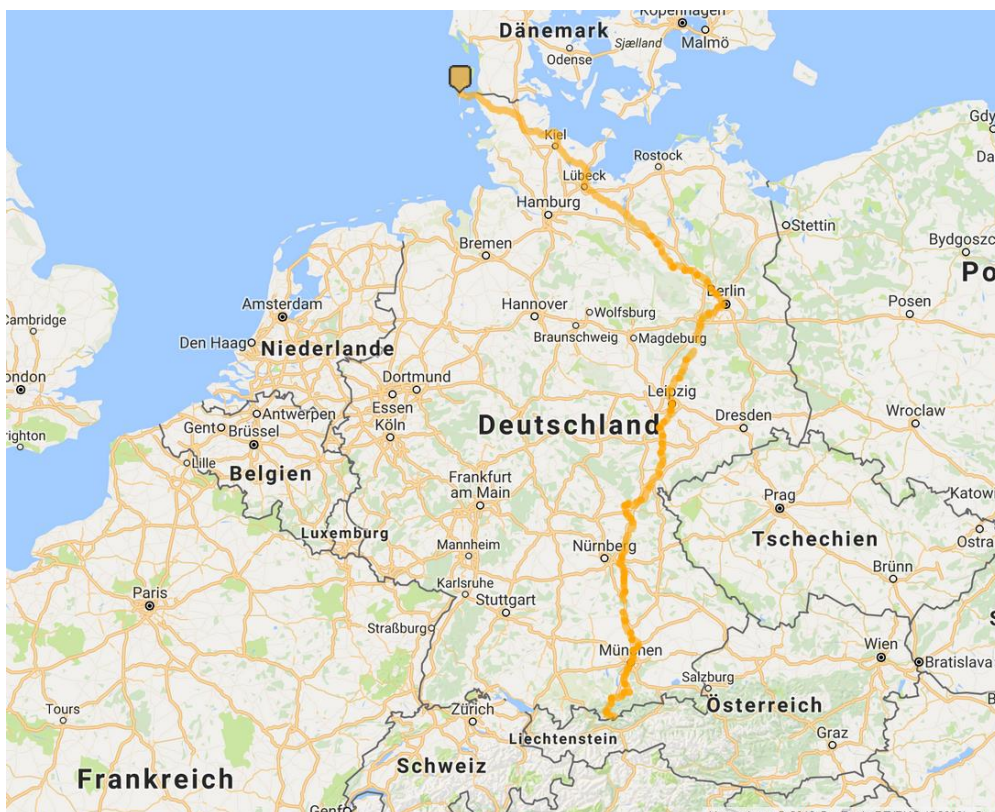 Kopenhagen
Dänemark
Sjælland
Malmö
Odense
Kiel
Rostock
Lübeck
Hamburg
Stettin
Bremen
Bydgoszcz
Po
Amsterdam
Berlin
Hannover
Wolfsburg
Posen
Cambridge
Braunschweig
Magdeburg
Den Haag
Niederlande
Dortmund
Leipzig
Essen
Antwerpen
Dresden
Wroclaw
Gent
Deutschland
Brüssel
Köln
Lille
Belgien
Frankfurt
am Main
Prag
Katow
Luxemburg
Tschechien
Ostra
Mannheim
Nürnberg
Brünn
Karlsruhe
Paris
Stuttgart
Straßburg
München
Wien
Bratislava
Salzburg
Tours
Zürich
Österreich
Liechtenstein
Graz
Schweiz
Frankreich
Genf